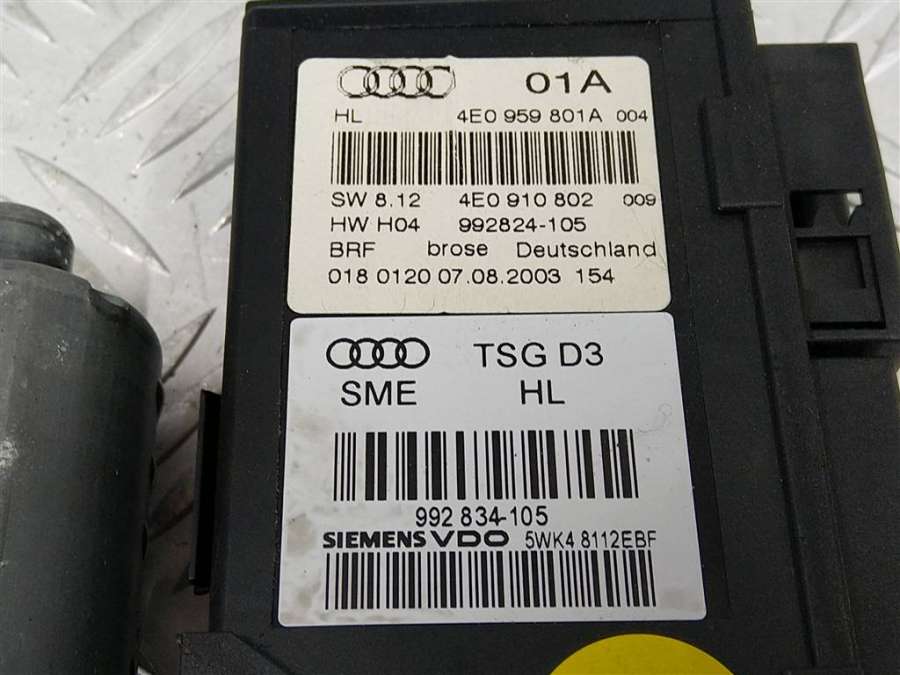 01A
HL 4E0 959 801A 004
SW 8.12 4E0 910 802 009
HW H04 992824-105
BRF brose Deutschland
018 0120 07.08.2003 154
TSG D3
SME HL
992 834-105
SIEMENS VDO 5WK4 8112EBF